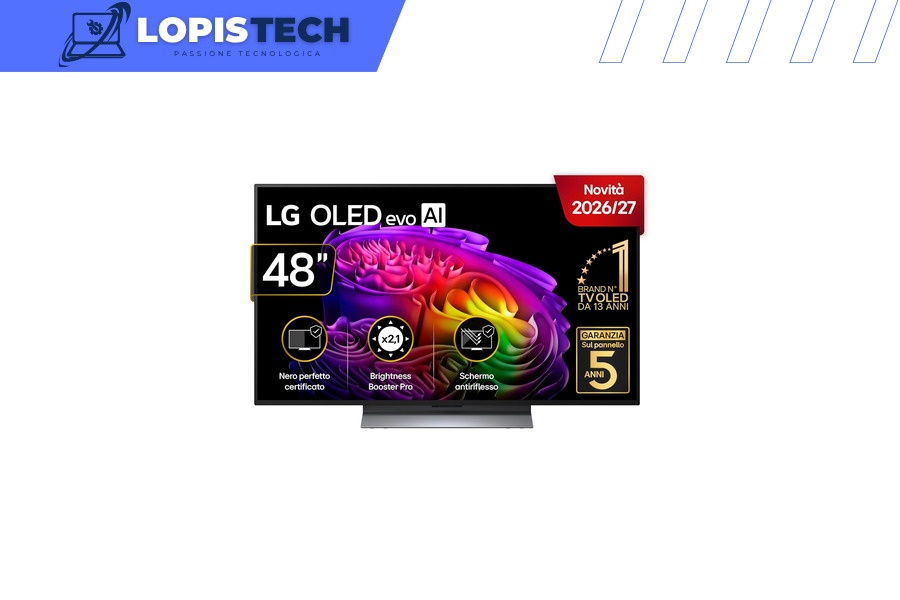 LOPISTECH
PASSIONE TECNOLOGICA
Novità
2026/27
LG OLED evo AI
48”
1
BRAND N°
TV OLED
DA 13 ANNI
x2,1
GARANZIA
Sul pannello
5
ANNI
Nero perfetto
certificato
Brightness
Booster Pro
Schermo
antiriflesso